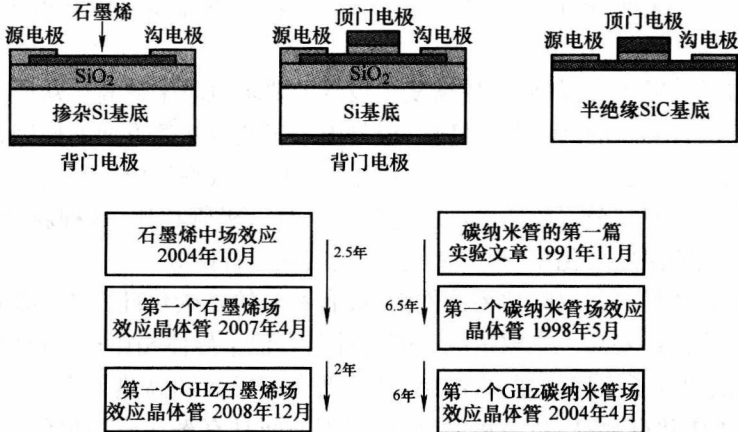 石墨烯
源电极
沟电极
SiO2
掺杂Si基底
背门电极
顶门电极
源电极
沟电极
SiO2
Si基底
背门电极
顶门电极
源电极
沟电极
半绝缘SiC基底
石墨烯中场效应
2004年10月
2.5年
第一个石墨烯场
效应晶体管 2007年4月
2年
第一个GHz石墨烯场
效应晶体管 2008年12月
碳纳米管的第一篇
实验文章 1991年11月
6.5年
第一个碳纳米管场效应
晶体管 1998年5月
6年
第一个GHz碳纳米管场
效应晶体管 2004年4月